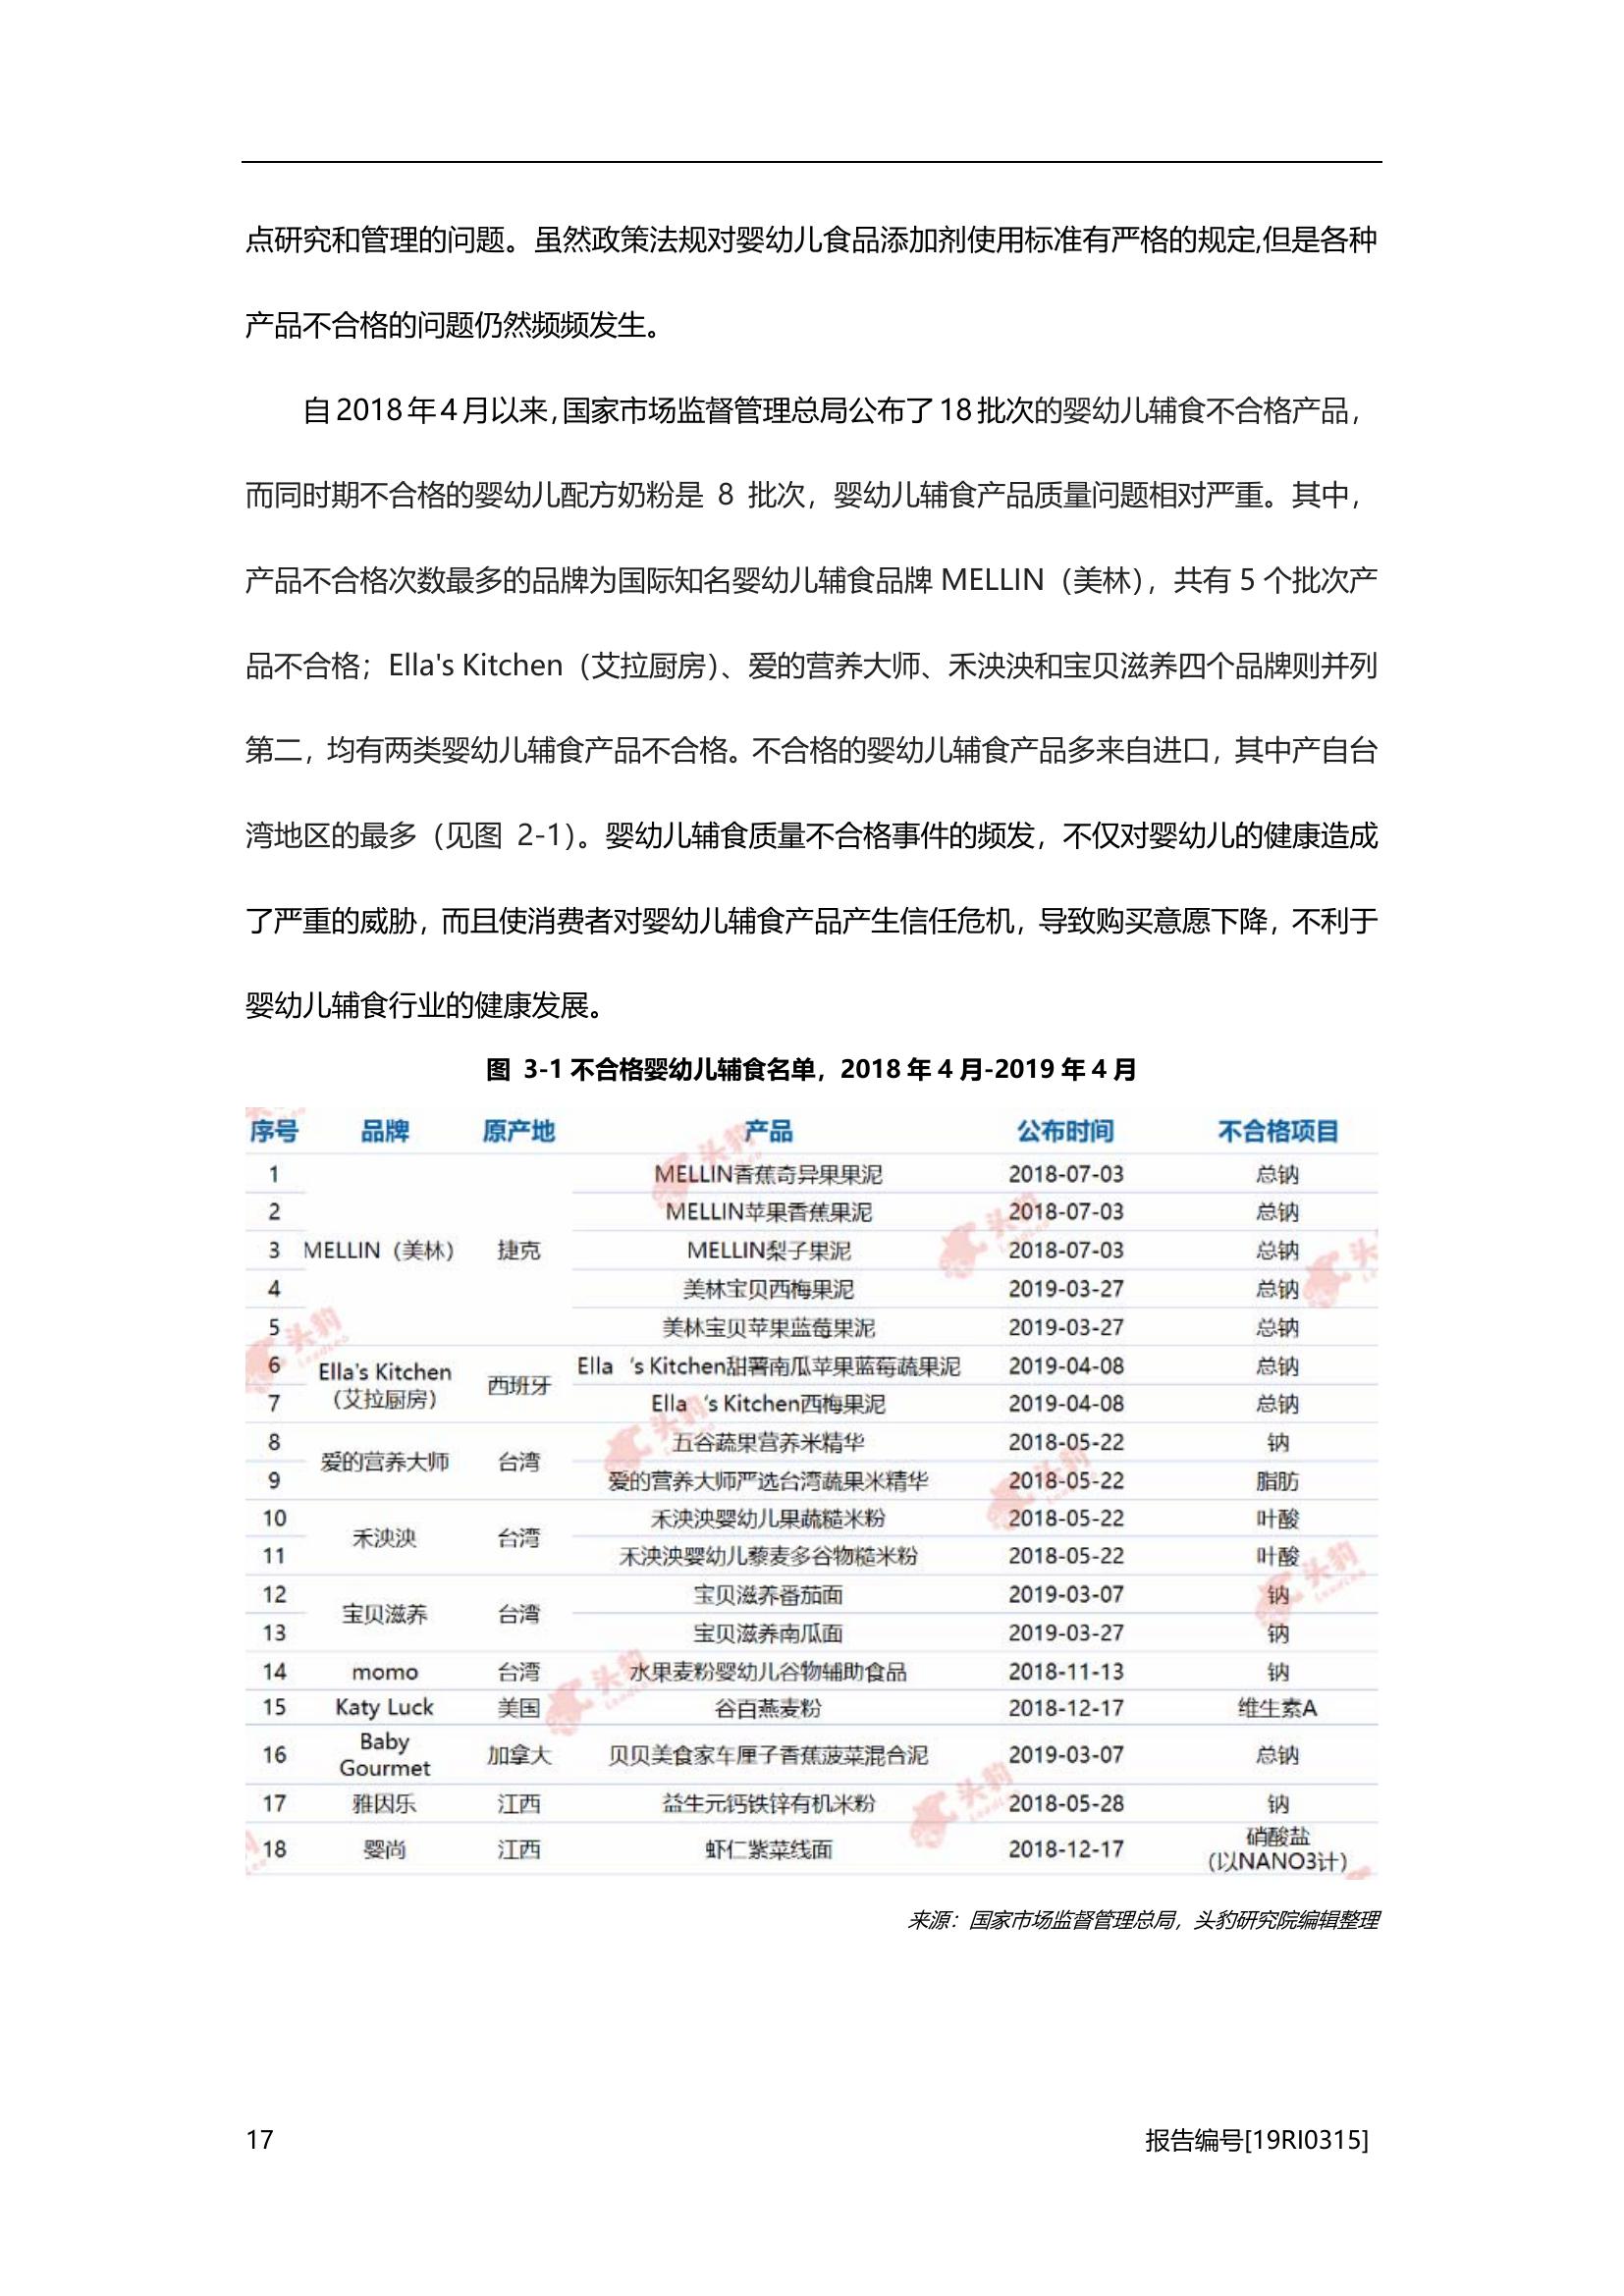 点研究和管理的问题。虽然政策法规对婴幼儿食品添加剂使用标准有严格的规定,但是各种
产品不合格的问题仍然频频发生。
自2018年4月以来,国家市场监督管理总局公布了18批次的婴幼儿辅食不合格产品，
而同时期不合格的婴幼儿配方奶粉是 8 批次，婴幼儿辅食产品质量问题相对严重。其中，
产品不合格次数最多的品牌为国际知名婴幼儿辅食品牌 MELLIN（美林），共有 5 个批次产
品不合格；Ella's Kitchen（艾拉厨房）、爱的营养大师、禾泱泱和宝贝滋养四个品牌则并列
第二，均有两类婴幼儿辅食产品不合格。不合格的婴幼儿辅食产品多来自进口，其中产自台
湾地区的最多（见图 2-1）。婴幼儿辅食质量不合格事件的频发，不仅对婴幼儿的健康造成
了严重的威胁，而且使消费者对婴幼儿辅食产品产生信任危机，导致购买意愿下降，不利于
婴幼儿辅食行业的健康发展。
图 3-1 不合格婴幼儿辅食名单，2018 年 4 月-2019 年 4 月
序号 品牌 原产地 产品 公布时间 不合格项目
1 MELLIN香蕉奇异果果泥 2018-07-03 总钠
2 MELLIN苹果香蕉果泥 2018-07-03 总钠
3 MELLIN（美林） 捷克 MELLIN梨子果泥 2018-07-03 总钠
4 美林宝贝西梅果泥 2019-03-27 总钠
5 美林宝贝苹果蓝莓果泥 2019-03-27 总钠
6 Ella's Kitchen （艾拉厨房） 西班牙 Ella‘s Kitchen甜薯南瓜苹果蓝莓蔬果泥 2019-04-08 总钠
7 Ella‘s Kitchen西梅果泥 2019-04-08 总钠
8 爱的营养大师 台湾 五谷蔬果营养米精华 2018-05-22 钠
9 爱的营养大师严选台湾蔬果米精华 2018-05-22 脂肪
10 禾泱泱 台湾 禾泱泱婴幼儿果蔬糙米粉 2018-05-22 叶酸
11 禾泱泱婴幼儿藜麦多谷物糙米粉 2018-05-22 叶酸
12 宝贝滋养 台湾 宝贝滋养番茄面 2019-03-07 钠
13 宝贝滋养南瓜面 2019-03-27 钠
14 momo 台湾 水果麦粉婴幼儿谷物辅助食品 2018-11-13 钠
15 Katy Luck 美国 谷百燕麦粉 2018-12-17 维生素A
16 Baby Gourmet 加拿大 贝贝美食家车厘子香蕉菠菜混合泥 2019-03-07 总钠
17 雅因乐 江西 益生元钙铁锌有机米粉 2018-05-28 钠
18 婴尚 江西 虾仁紫菜线面 2018-12-17 硝酸盐 （以NANO3计）
来源：国家市场监督管理总局，头豹研究院编辑整理
17 报告编号[19RI0315]